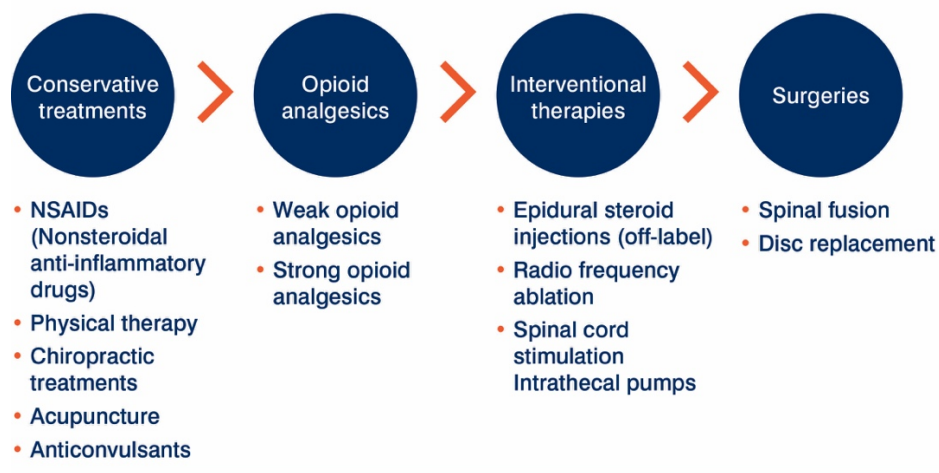 Conservative
treatments
Opioid
analgesics
Interventional
therapies
Surgeries
• NSAIDs
(Nonsteroidal
anti-inflammatory
drugs)
• Physical therapy
• Chiropractic
treatments
• Acupuncture
• Anticonvulsants
• Weak opioid
analgesics
• Strong opioid
analgesics
• Epidural steroid
injections (off-label)
• Radio frequency
ablation
• Spinal cord
stimulation
Intrathecal pumps
• Spinal fusion
• Disc replacement